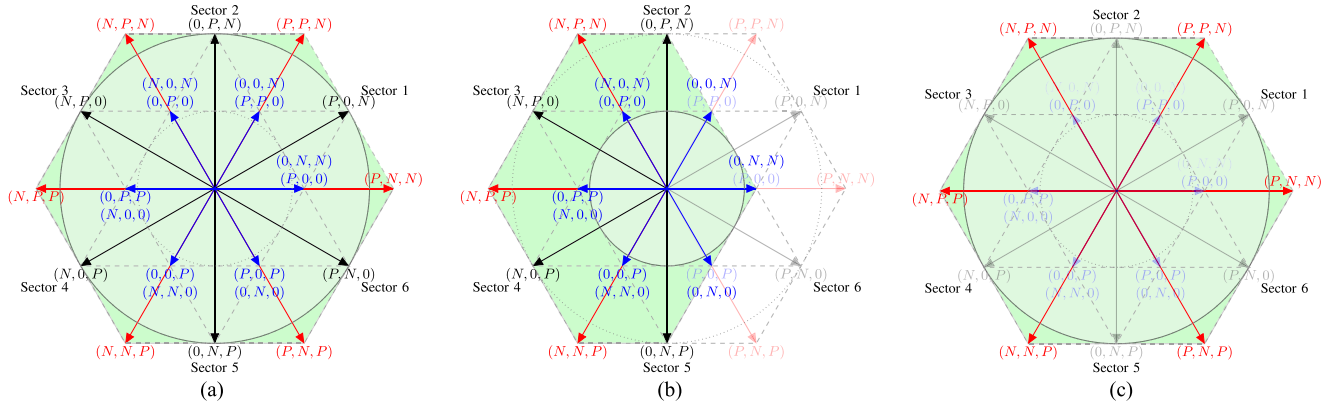 Sector 2
(N, P, N) (0, P, N) (P, P, N)
(N, 0, N) (0, 0, N)
Sector 3 Sector 1
(N, P, 0) (0, P, 0) (P, P, 0) (P, 0, N)
(0, N, N)
(N, P, P) (0, P, P) (P, 0, 0) (P, N, N)
(N, 0, 0)
(N, 0, P) (0, 0, P) (P, 0, P) (P, N, 0)
Sector 4 (N, N, 0) (0, N, 0) Sector 6
(N, N, P) (0, N, P) (P, N, P)
Sector 5
(a)
Sector 2
(N, P, N) (0, P, N) (P, P, N)
(N, 0, N) (0, 0, N)
Sector 3 Sector 1
(N, P, 0) (0, P, 0) (P, P, 0) (P, 0, N)
(0, N, N)
(N, P, P) (0, P, P) (P, 0, 0) (P, N, N)
(N, 0, 0)
(N, 0, P) (0, 0, P) (P, 0, P) (P, N, 0)
Sector 4 (N, N, 0) (0, N, 0) Sector 6
(N, N, P) (0, N, P) (P, N, P)
Sector 5
(b)
Sector 2
(N, P, N) (0, P, N) (P, P, N)
(N, 0, N) (0, 0, N)
Sector 3 Sector 1
(N, P, 0) (0, P, 0) (P, P, 0) (P, 0, N)
(0, N, N)
(N, P, P) (0, P, P) (P, 0, 0) (P, N, N)
(N, 0, 0)
(N, 0, P) (0, 0, P) (P, 0, P) (P, N, 0)
Sector 4 (N, N, 0) (0, N, 0) Sector 6
(N, N, P) (0, N, P) (P, N, P)
Sector 5
(c)